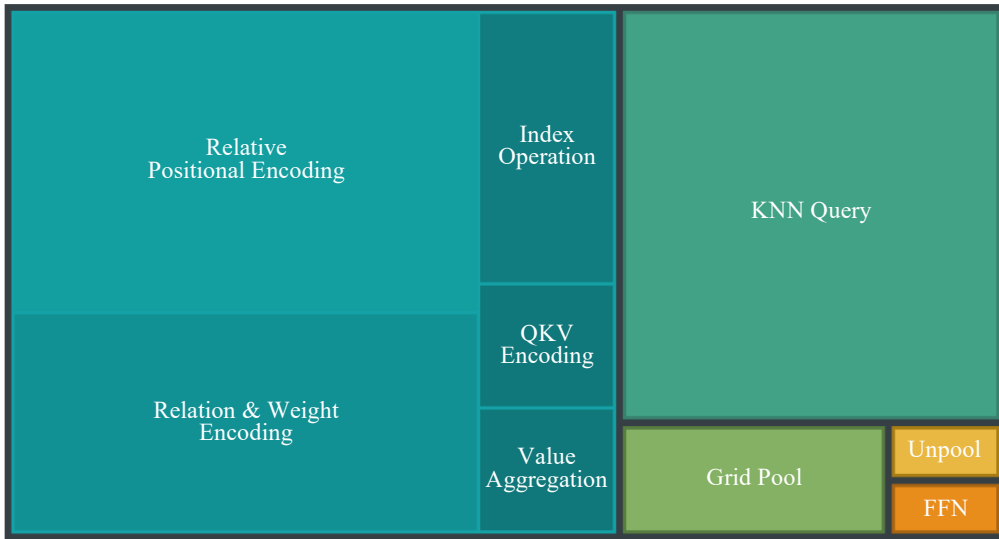 Relative
Positional Encoding
Relation & Weight
Encoding
Index
Operation
QKV
Encoding
Value
Aggregation
KNN Query
Grid Pool
Unpool
FFN